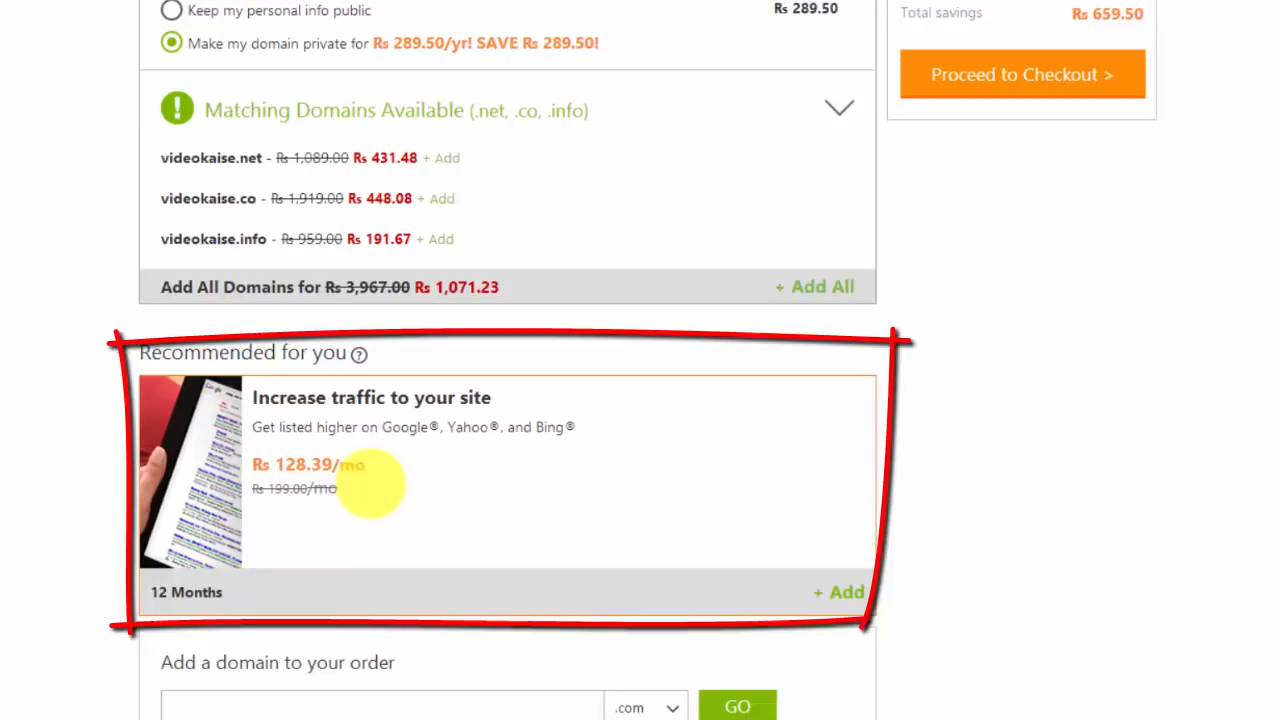 Keep my personal info public
Rs 289.50
Make my domain private for Rs 289.50/yr! SAVE Rs 289.50!
Total savings Rs 659.50
Proceed to Checkout >
Matching Domains Available (.net, .co, .info)
videokaise.net - Rs 1,089.00 Rs 431.48 + Add
videokaise.co - Rs 1,919.00 Rs 448.08 + Add
videokaise.info - Rs 959.00 Rs 191.67 + Add
Add All Domains for Rs 3,967.00 Rs 1,071.23 + Add All
Recommended for you ?
Increase traffic to your site
Get listed higher on Google®, Yahoo®, and Bing®
Rs 128.39/mo
Rs 199.00/mo
12 Months + Add
Add a domain to your order
.com GO